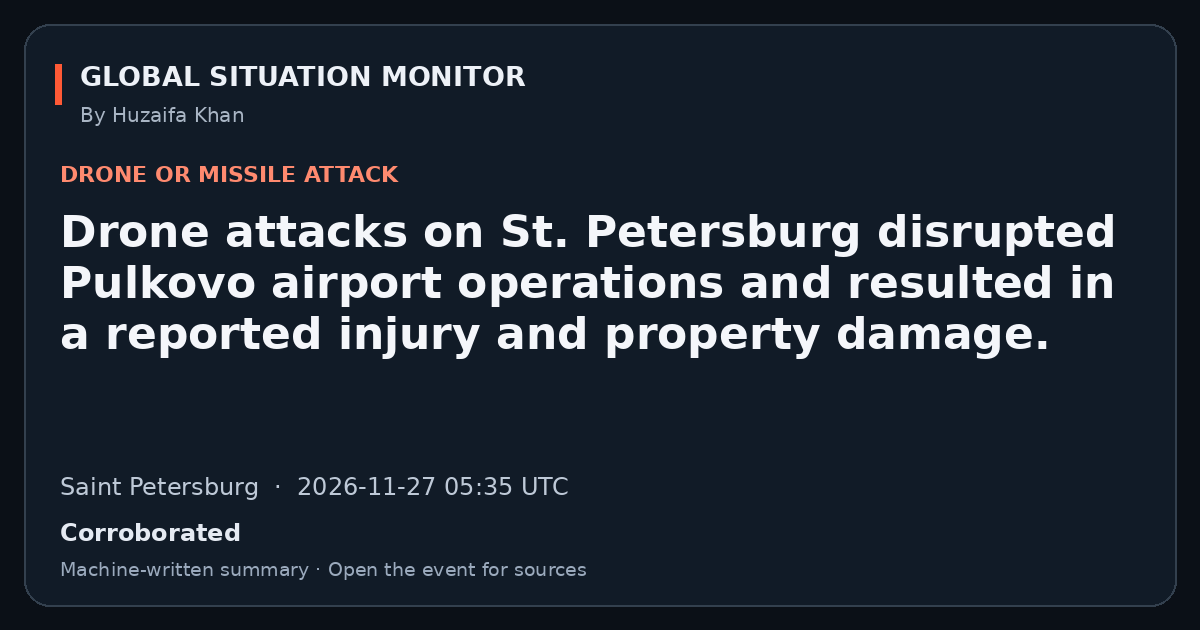 GLOBAL SITUATION MONITOR
By Huzaifa Khan
DRONE OR MISSILE ATTACK
Drone attacks on St. Petersburg disrupted
Pulkovo airport operations and resulted in
a reported injury and property damage.
Saint Petersburg · 2026-11-27 05:35 UTC
Corroborated
Machine-written summary · Open the event for sources